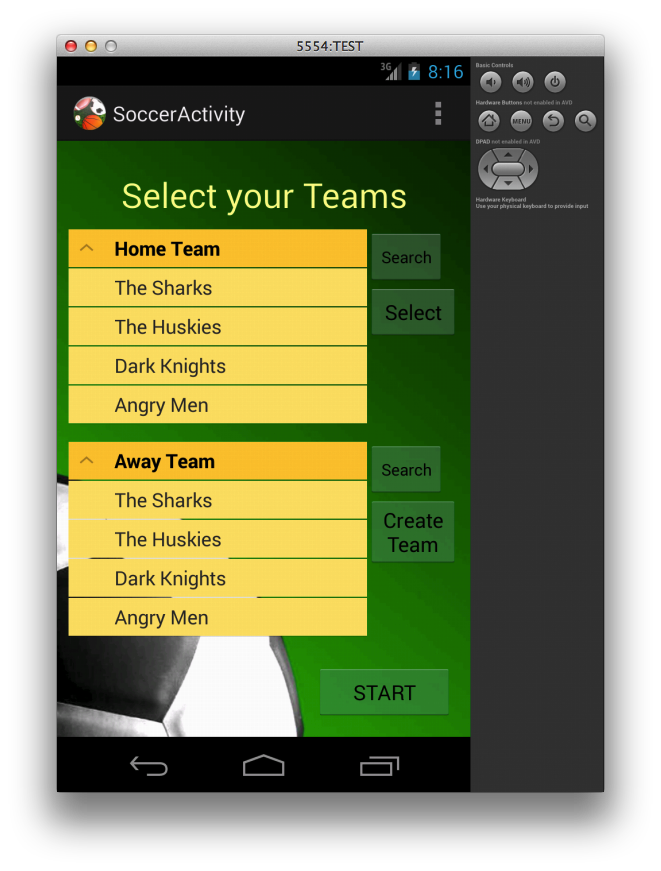 5554:TEST
3G 8:16
SoccerActivity
Select your Teams
Home Team
Search
The Sharks
Select
The Huskies
Dark Knights
Angry Men
Away Team
Search
The Sharks
Create
Team
The Huskies
Dark Knights
Angry Men
START
Basic Controls
Hardware Buttons not enabled in AVD
MENU
DPAD not enabled in AVD
Hardware Keyboard
Use your physical keyboard to provide input